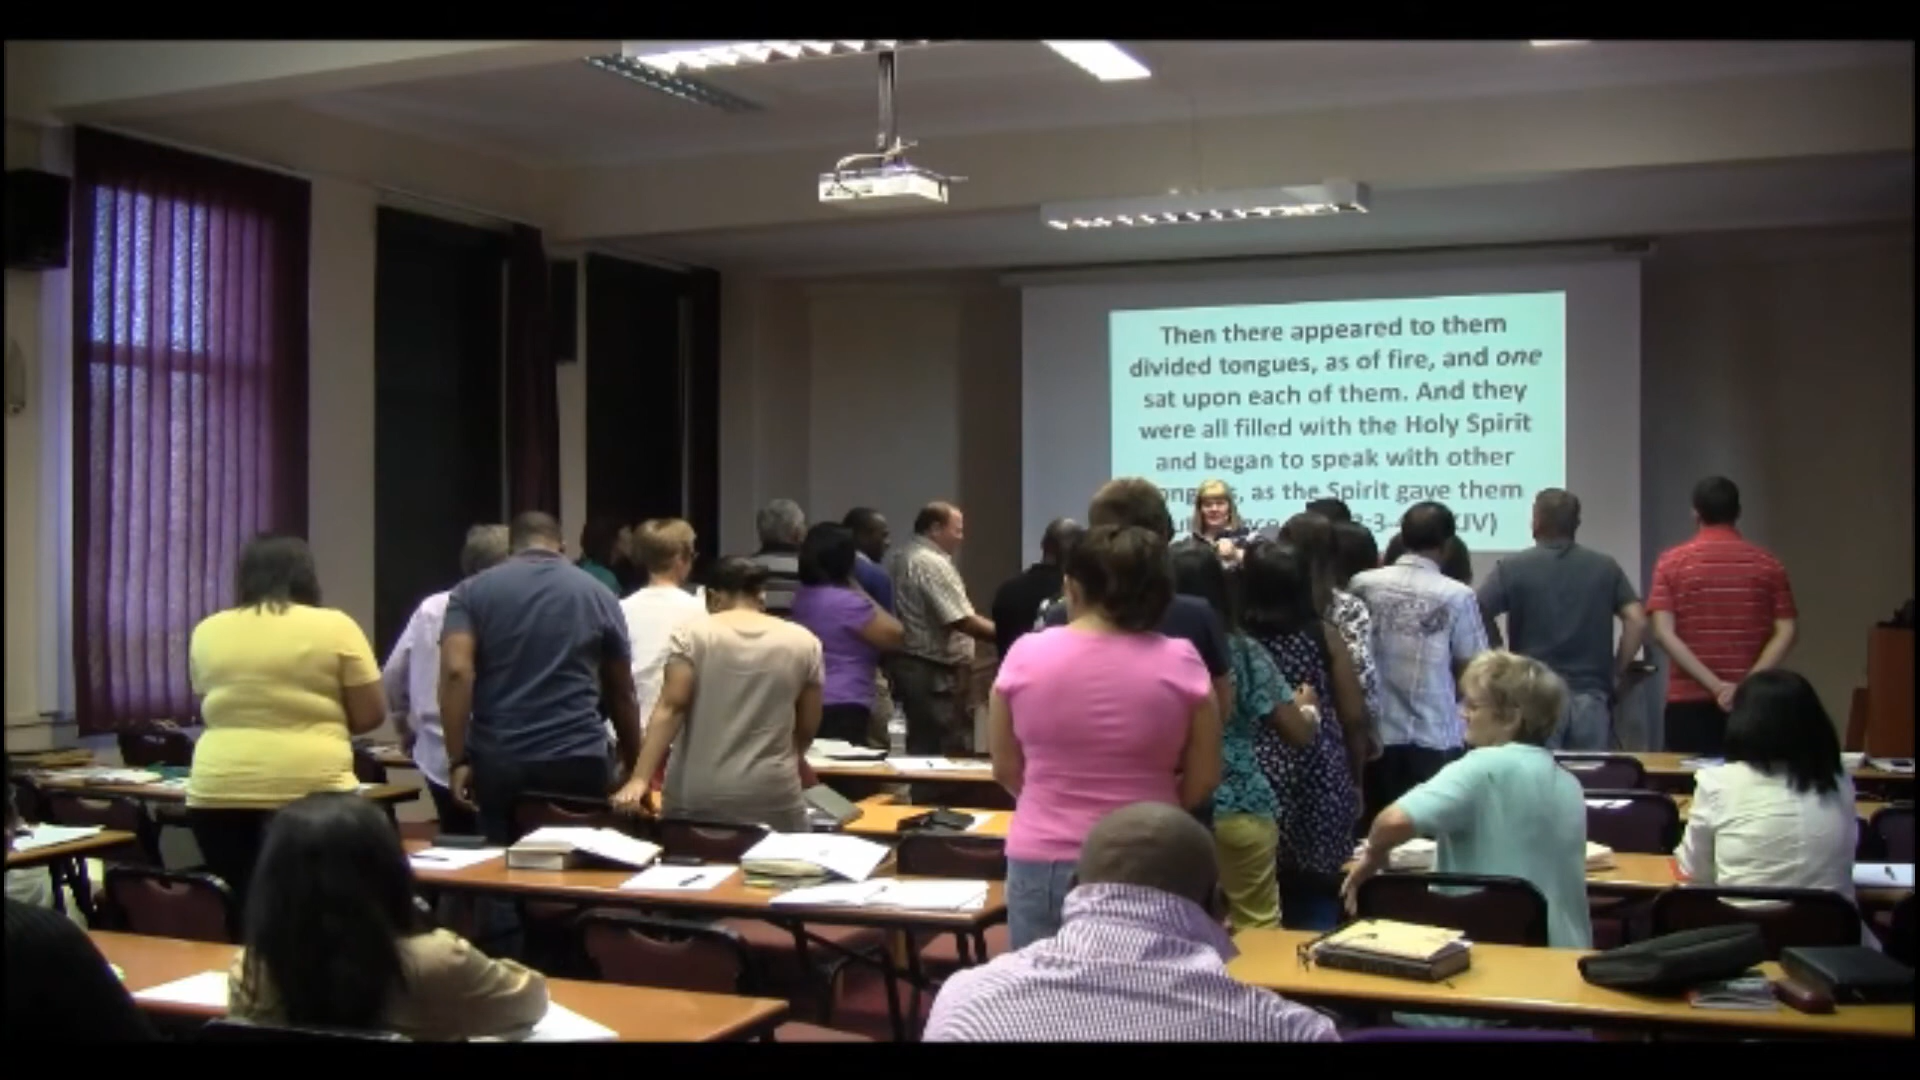 Then there appeared to them
divided tongues, as of fire, and one
sat upon each of them. And they
were all filled with the Holy Spirit
and began to speak with other
as the Spirit gave them